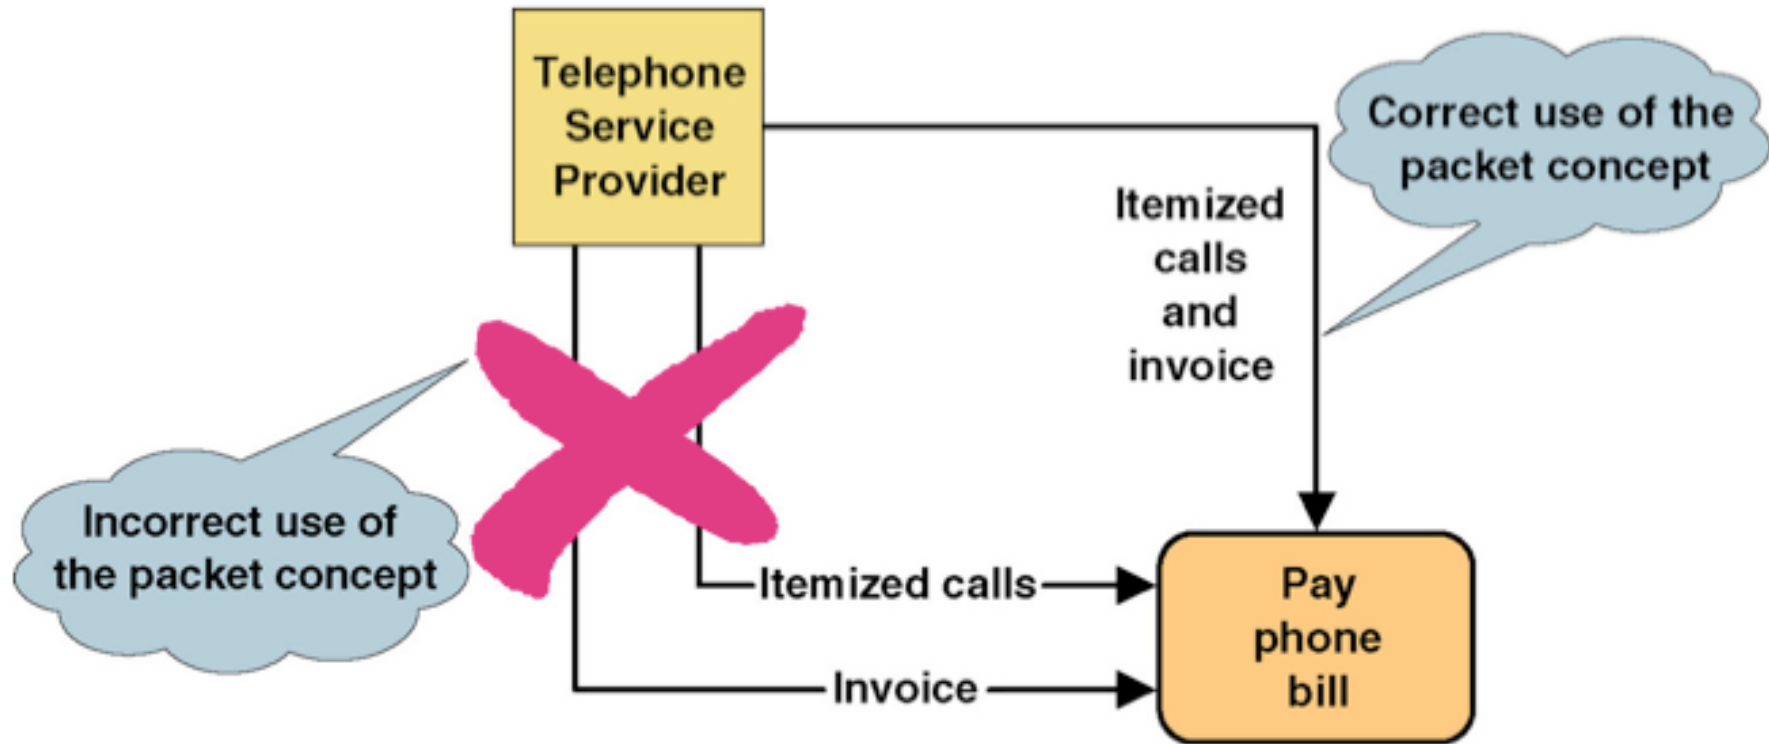 Telephone
Service
Provider
Correct use of the
packet concept
Itemized
calls
and
invoice
Incorrect use of
the packet concept
Itemized calls
Invoice
Pay
phone
bill